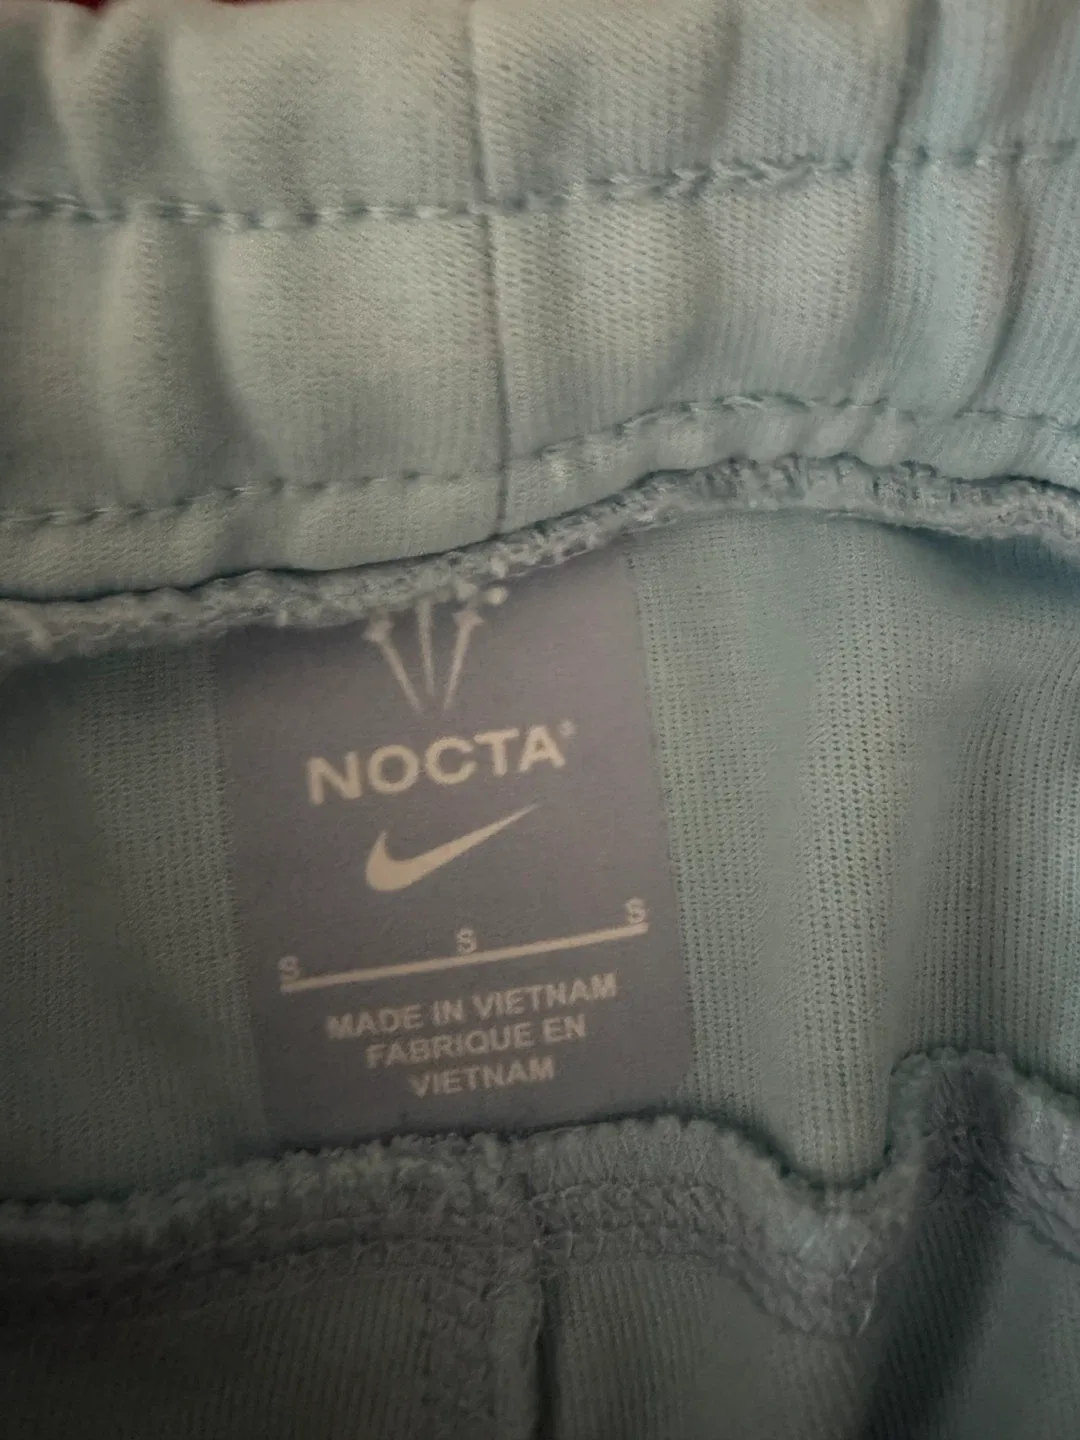 NOCTA®
S S S
MADE IN VIETNAM
FABRIQUE EN
VIETNAM